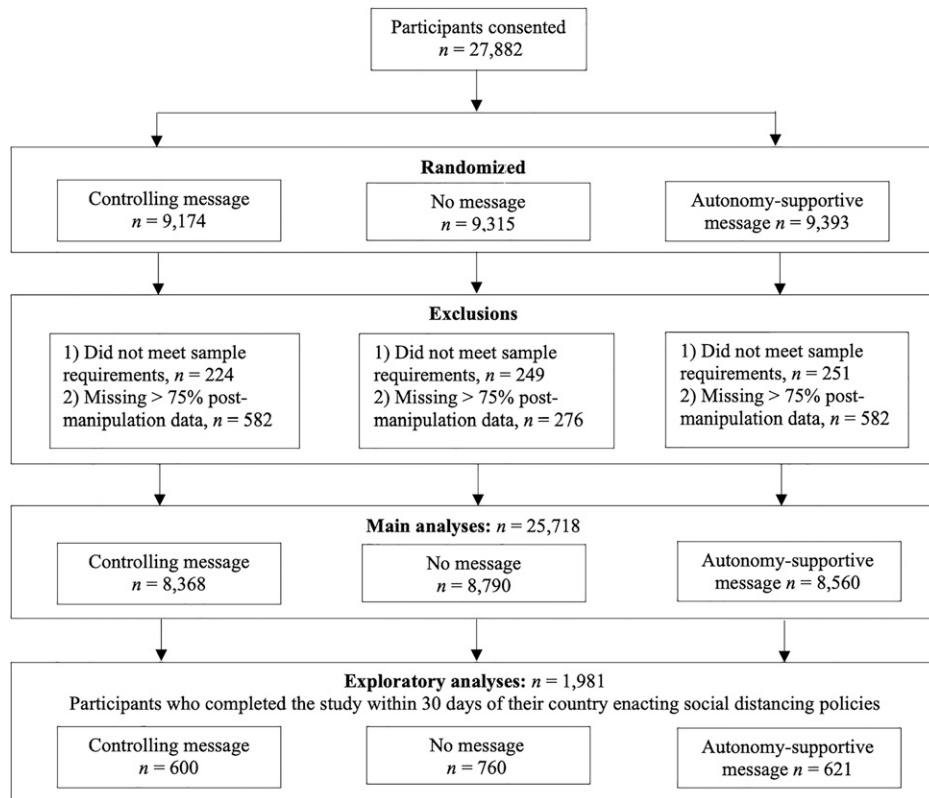 Participants consented
n = 27,882
Randomized
Controlling message
n = 9,174
No message
n = 9,315
Autonomy-supportive
message n = 9,393
Exclusions
1) Did not meet sample
requirements, n = 224
2) Missing > 75% post-
manipulation data, n = 582
1) Did not meet sample
requirements, n = 249
2) Missing > 75% post-
manipulation data, n = 276
1) Did not meet sample
requirements, n = 251
2) Missing > 75% post-
manipulation data, n = 582
Main analyses: n = 25,718
Controlling message
n = 8,368
No message
n = 8,790
Autonomy-supportive
message n = 8,560
Exploratory analyses: n = 1,981
Participants who completed the study within 30 days of their country enacting social distancing policies
Controlling message
n = 600
No message
n = 760
Autonomy-supportive
message n = 621